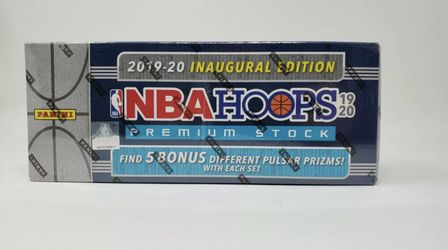 2019-20 INAUGURAL EDITION
PANINI
NBA HOOPS 19 20
PREMIUM STOCK
FIND 5 BONUS DIFFERENT PULSAR PRIZMS!
WITH EACH SET